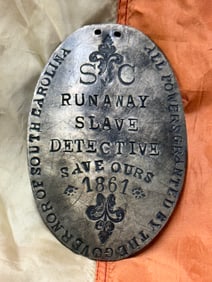 S C
RUNAWAY
SLAVE
DETECTIVE
SAVE OURS
1861
ALL POWERS GRANTED BY THE
GOVERNOR OF SOUTH CAROLINA